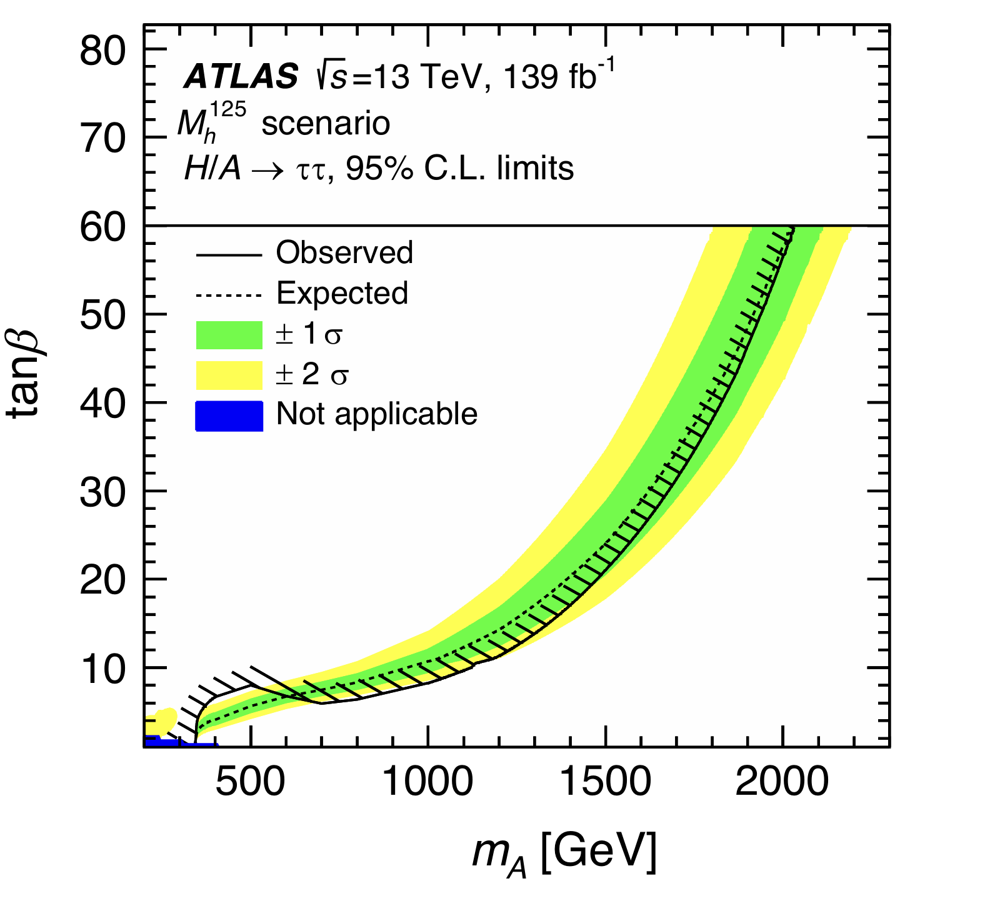 80
70
60
50
40
30
20
10
tanβ
ATLAS √s=13 TeV, 139 fb⁻¹
M_h^125 scenario
H/A → ττ, 95% C.L. limits
Observed
Expected
± 1 σ
± 2 σ
Not applicable
500 1000 1500 2000
m_A [GeV]